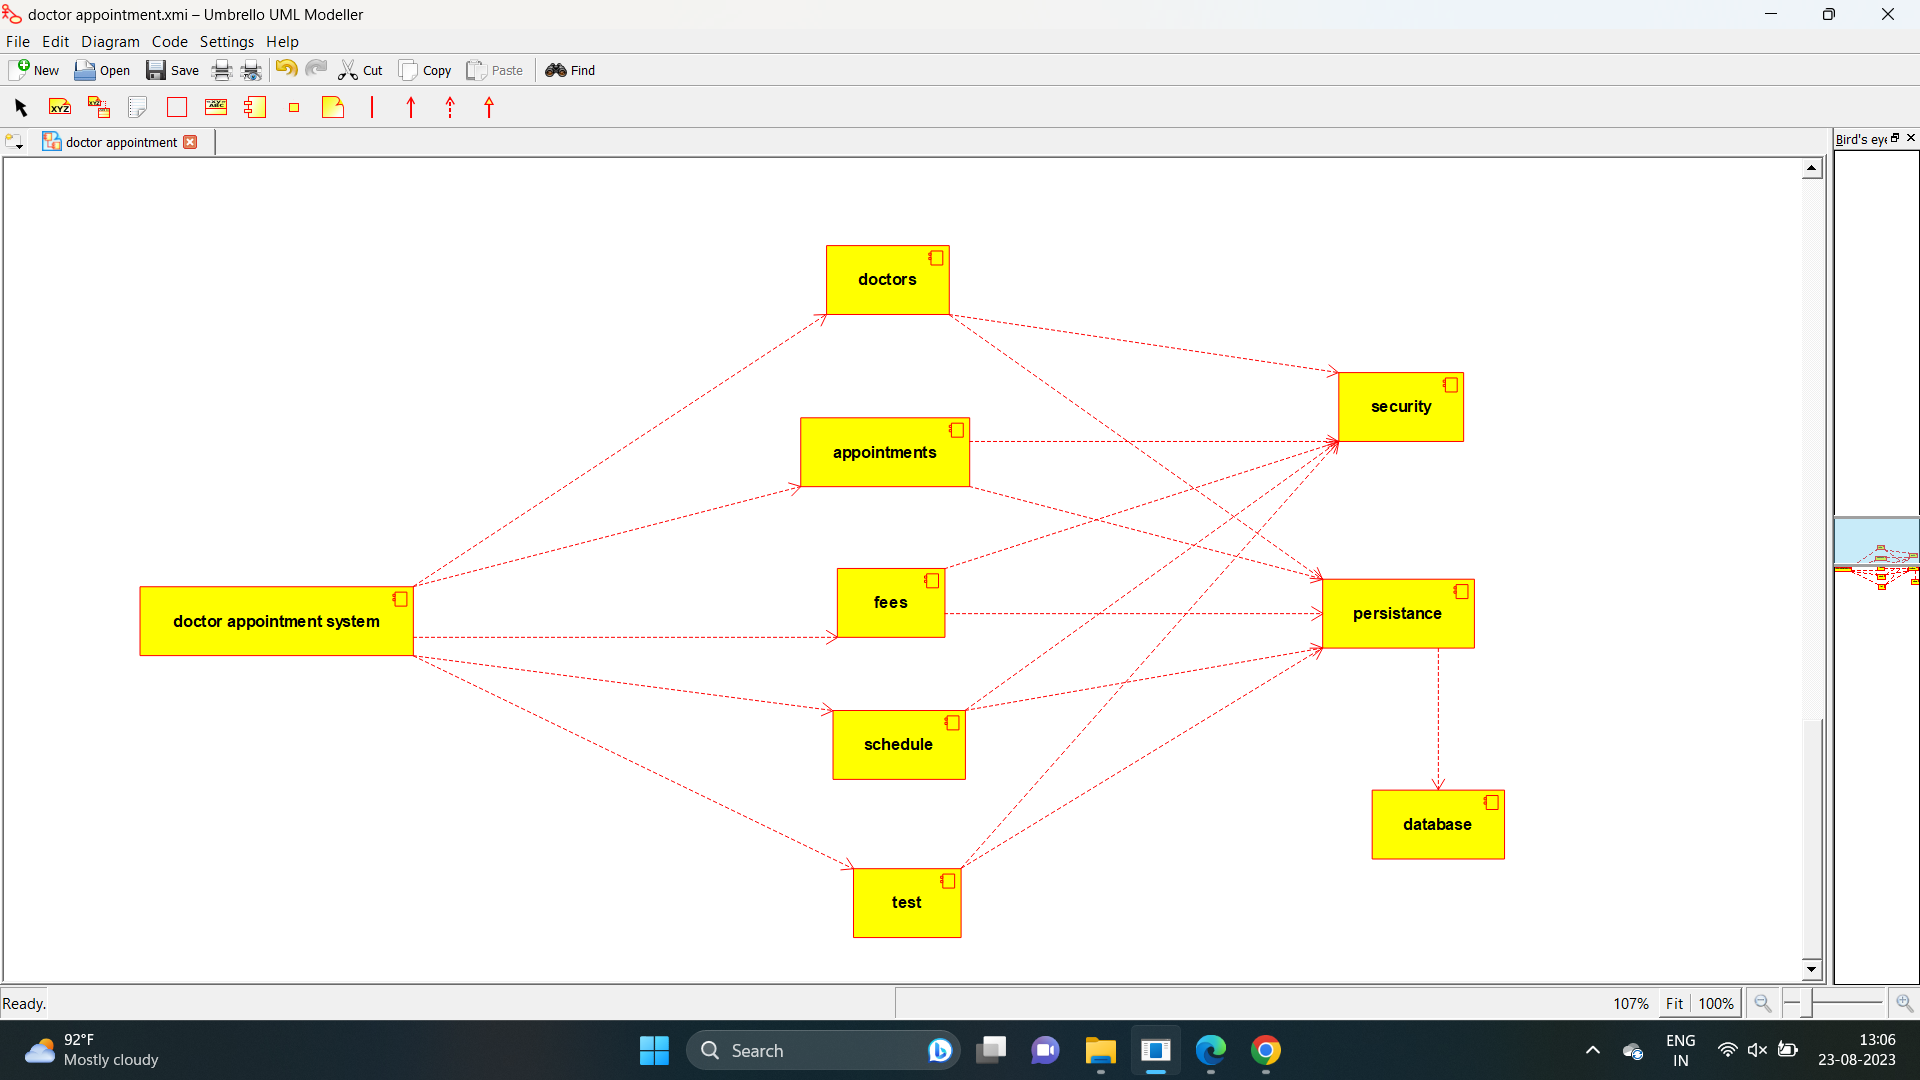 doctor appointment.xmi – Umbrello UML Modeller
File Edit Diagram Code Settings Help
New Open Save Cut Copy Paste Find
XYZ
doctor appointment
Bird's eye
doctors
security
appointments
fees
persistance
doctor appointment system
schedule
database
test
Ready.
107% Fit 100%
92°F
Mostly cloudy
Search
ENG
IN
13:06
23-08-2023